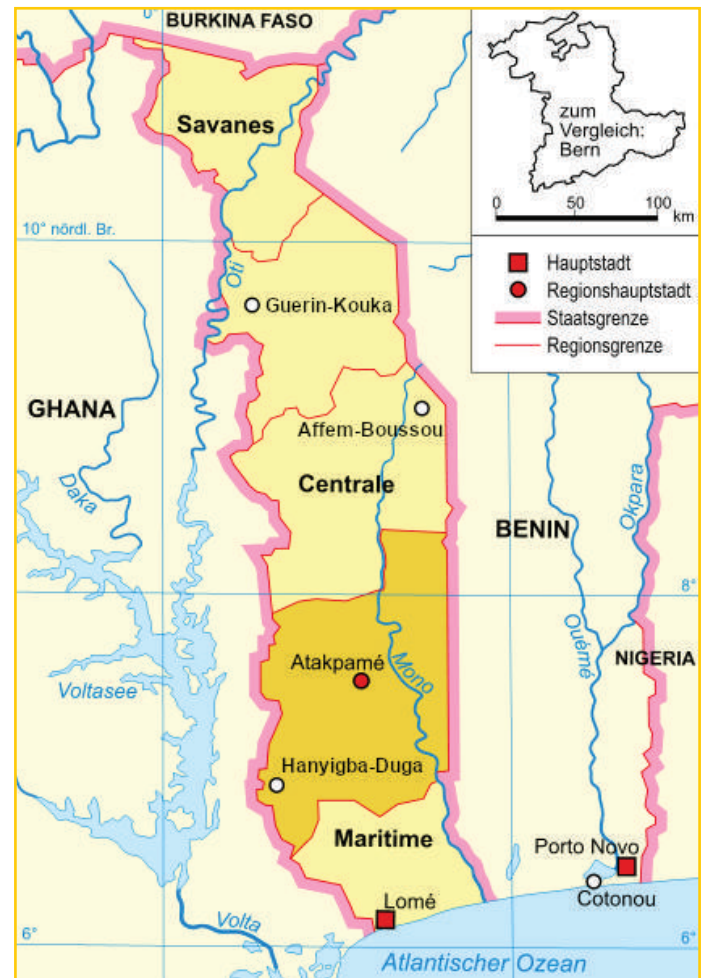 0°
BURKINA FASO
Savanes
zum
Vergleich:
Bern
0
50
100
km
10° nördl. Br.
Oti
Hauptstadt
Regionshauptstadt
Staatsgrenze
Regionsgrenze
Guerin-Kouka
GHANA
Affem-Boussou
Daka
Centrale
BENIN
Okpara
8°
Ouémé
NIGERIA
Atakpamé
Mono
Voltasee
Hanyigba-Duga
Maritime
Porto Novo
Cotonou
Lomé
Volta
6°
6°
Atlantischer Ozean